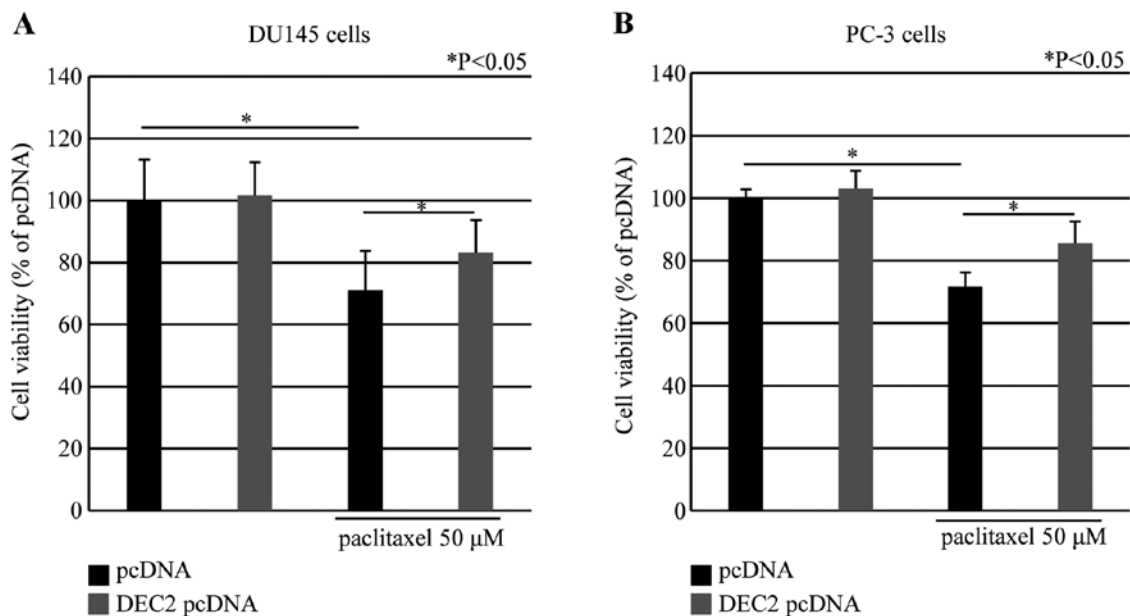 A
DU145 cells
*P<0.05
Cell viability (% of pcDNA)
140
120
100
80
60
40
20
0
*
*
paclitaxel 50 µM
pcDNA
DEC2 pcDNA
B
PC-3 cells
*P<0.05
Cell viability (% of pcDNA)
140
120
100
80
60
40
20
0
*
*
paclitaxel 50 µM
pcDNA
DEC2 pcDNA